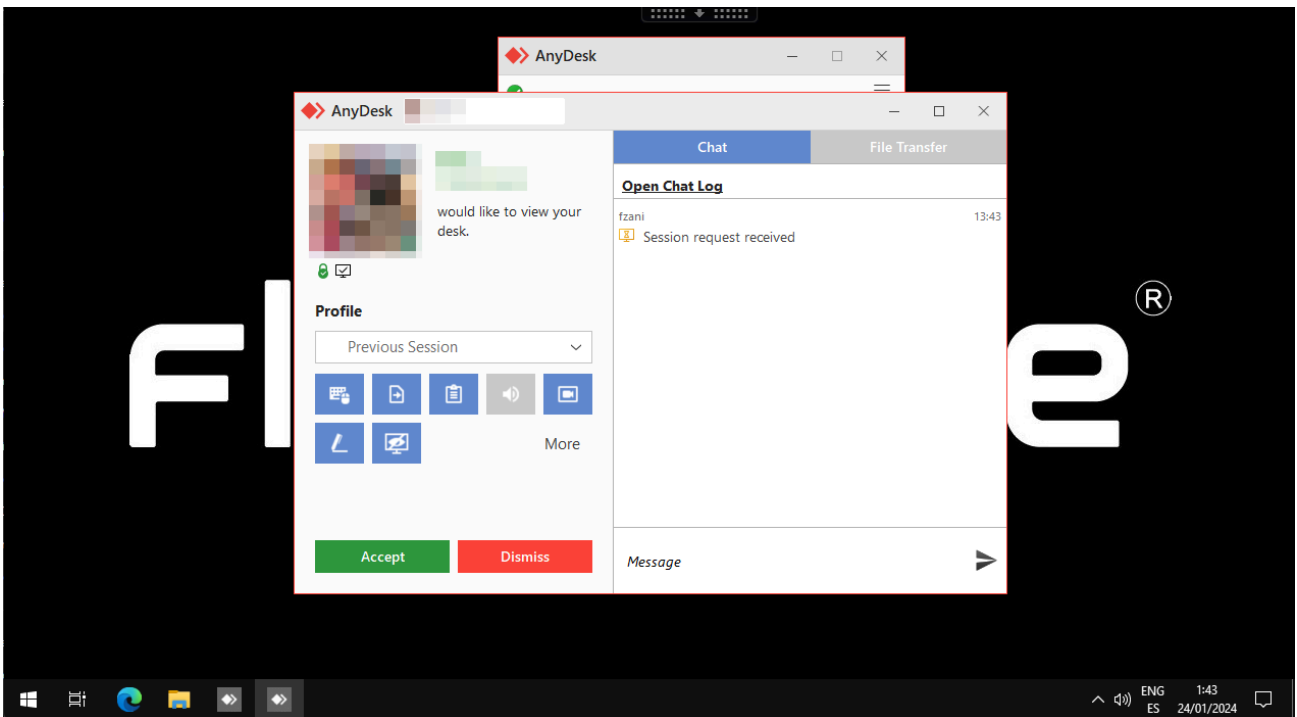 AnyDesk
AnyDesk
would like to view your
desk.
Profile
Previous Session
More
Accept
Dismiss
Chat
File Transfer
Open Chat Log
fzani
13:43
Session request received
Message
®
ENG
ES
1:43
24/01/2024